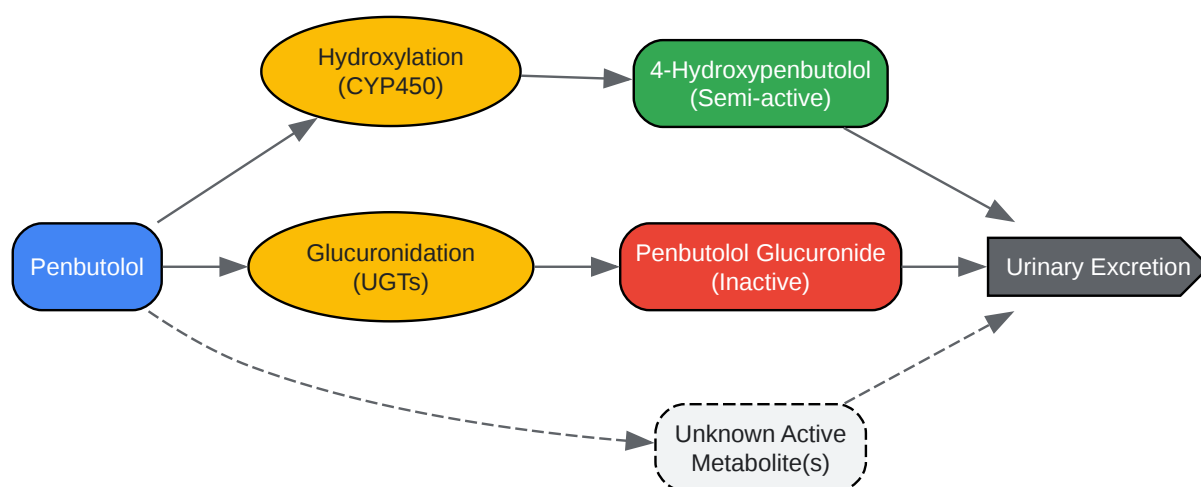 Hydroxylation
(CYP450)
4-Hydroxypenbutolol
(Semi-active)
Penbutolol
Glucuronidation
(UGTs)
Penbutolol Glucuronide
(Inactive)
Urinary Excretion
Unknown Active
Metabolite(s)